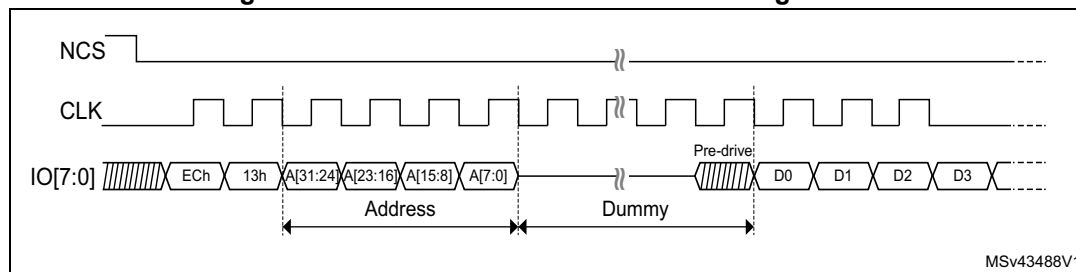 NCS
CLK
Pre-drive
IO[7:0] ECh 13h A[31:24] A[23:16] A[15:8] A[7:0] D0 D1 D2 D3
Address Dummy
MSv43488V1